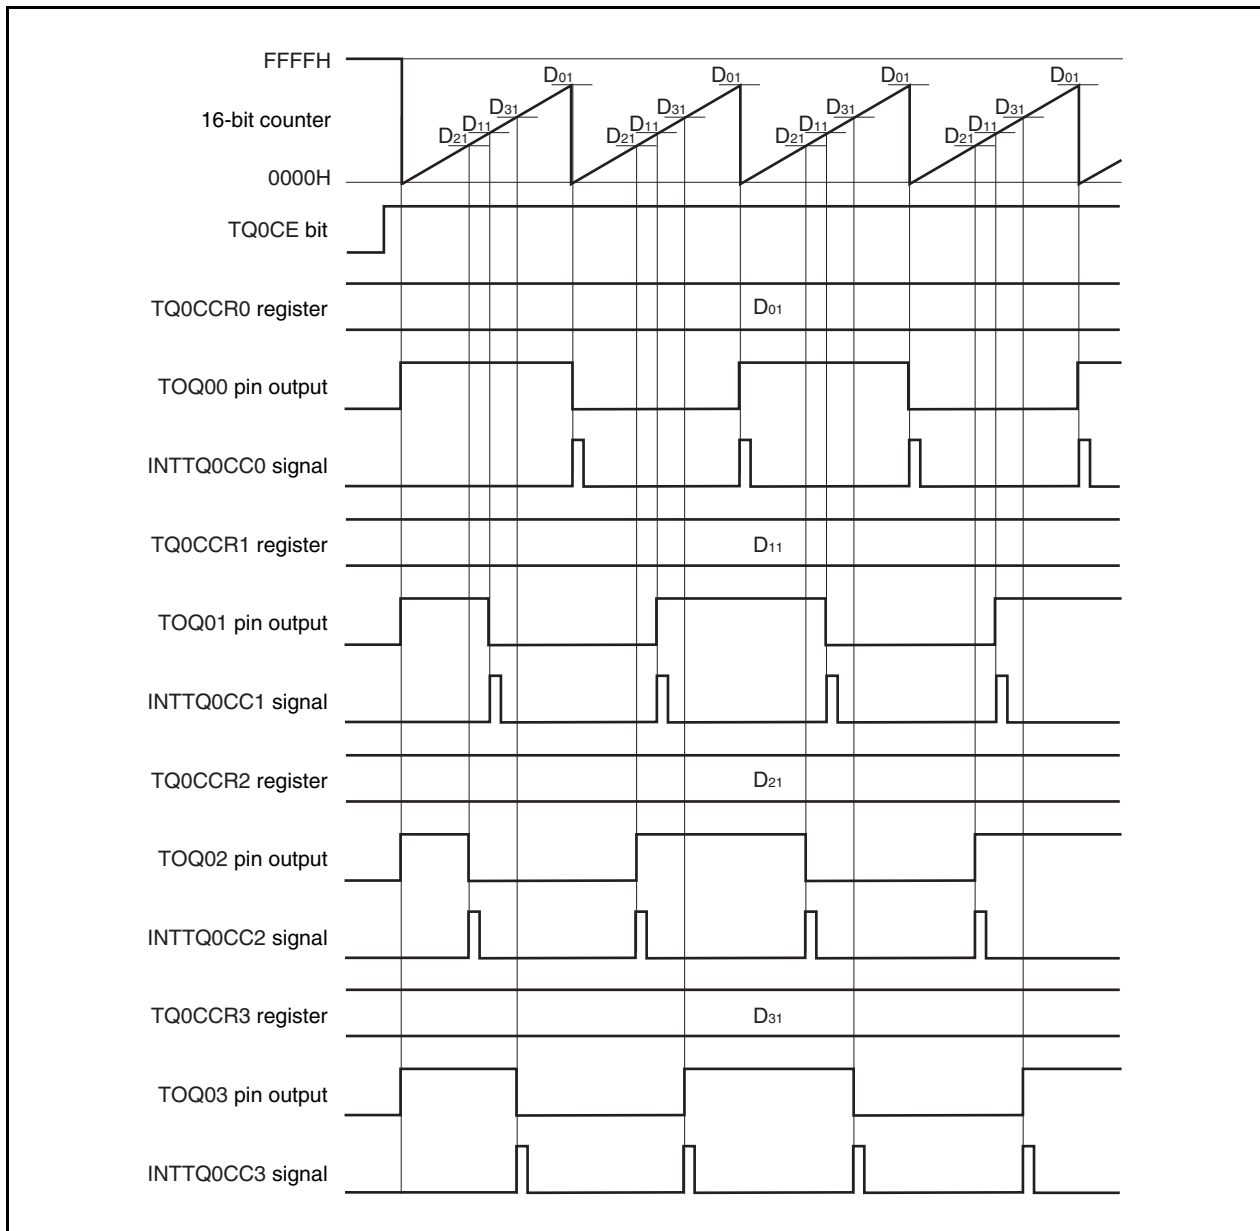 FFFFH
D01 D01 D01 D01
D31 D31 D31 D31
16-bit counter
D11 D11 D11 D11
D21 D21 D21 D21
0000H
TQ0CE bit
TQ0CCR0 register
D01
TOQ00 pin output
INTTQ0CC0 signal
TQ0CCR1 register
D11
TOQ01 pin output
INTTQ0CC1 signal
TQ0CCR2 register
D21
TOQ02 pin output
INTTQ0CC2 signal
TQ0CCR3 register
D31
TOQ03 pin output
INTTQ0CC3 signal